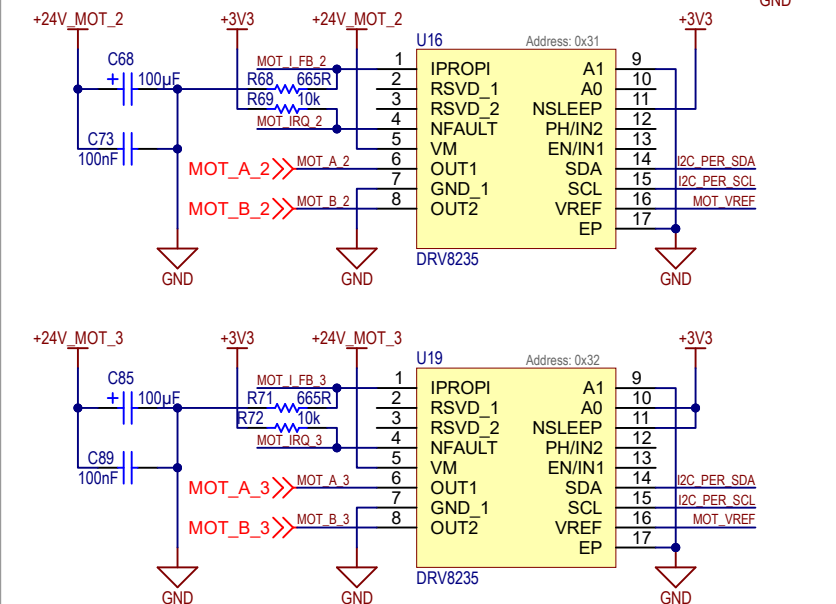 GND
+24V_MOT_2 +3V3 +24V_MOT_2 +3V3
U16 Address: 0x31
C68
+ 100µF
MOT_I_FB_2
R68 665R
R69 10k
MOT_IRQ_2
C73
100nF
MOT_A_2 MOT_A_2
MOT_B_2 MOT_B_2
1 IPROPI A1 9
2 RSVD_1 A0 10
3 RSVD_2 NSLEEP 11
4 NFAULT PH/IN2 12
5 VM EN/IN1 13
6 OUT1 SDA 14 I2C_PER_SDA
7 GND_1 SCL 15 I2C_PER_SCL
8 OUT2 VREF 16 MOT_VREF
EP 17
DRV8235
GND GND GND
+24V_MOT_3 +3V3 +24V_MOT_3 +3V3
U19 Address: 0x32
C85
+ 100µF
MOT_I_FB_3
R71 665R
R72 10k
MOT_IRQ_3
C89
100nF
MOT_A_3 MOT_A_3
MOT_B_3 MOT_B_3
1 IPROPI A1 9
2 RSVD_1 A0 10
3 RSVD_2 NSLEEP 11
4 NFAULT PH/IN2 12
5 VM EN/IN1 13
6 OUT1 SDA 14 I2C_PER_SDA
7 GND_1 SCL 15 I2C_PER_SCL
8 OUT2 VREF 16 MOT_VREF
EP 17
DRV8235
GND GND GND